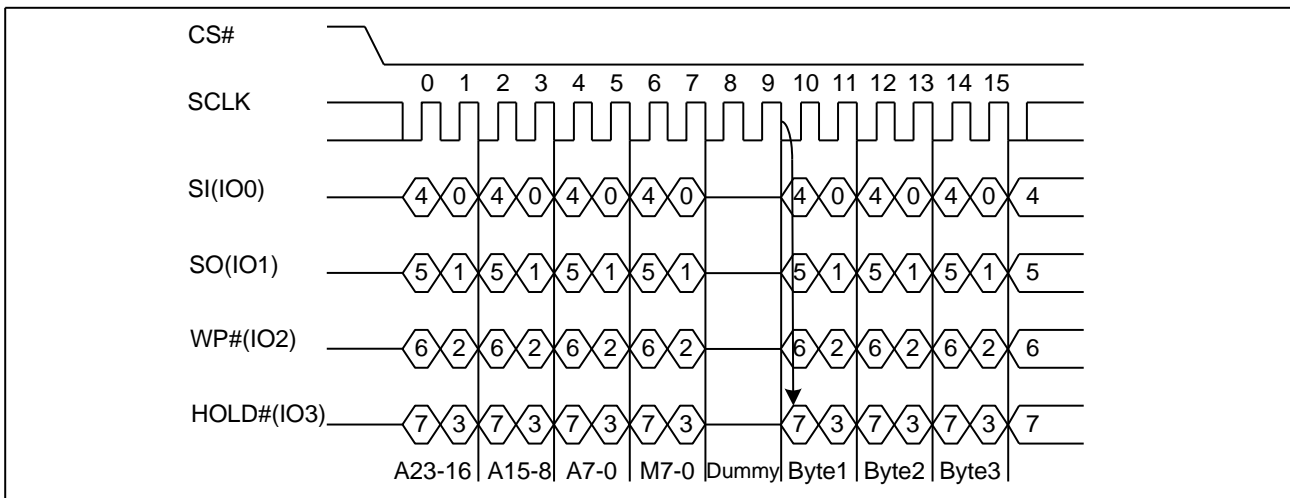 CS#
0 1 2 3 4 5 6 7 8 9 10 11 12 13 14 15
SCLK
SI(IO0) 4 0 4 0 4 0 4 0 4 0 4 0 4 0 4
SO(IO1) 5 1 5 1 5 1 5 1 5 1 5 1 5 1 5
WP#(IO2) 6 2 6 2 6 2 6 2 6 2 6 2 6 2 6
HOLD#(IO3) 7 3 7 3 7 3 7 3 7 3 7 3 7 3 7
A23-16 A15-8 A7-0 M7-0 Dummy Byte1 Byte2 Byte3